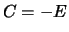 C = −E